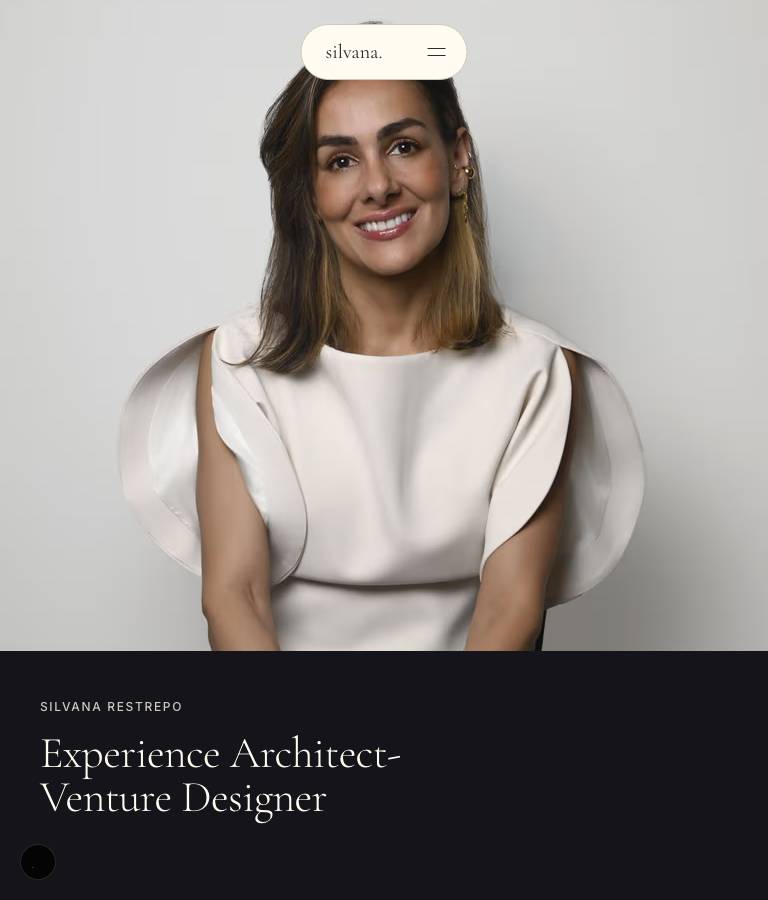 silvana.
SILVANA RESTREPO
Experience Architect-
Venture Designer